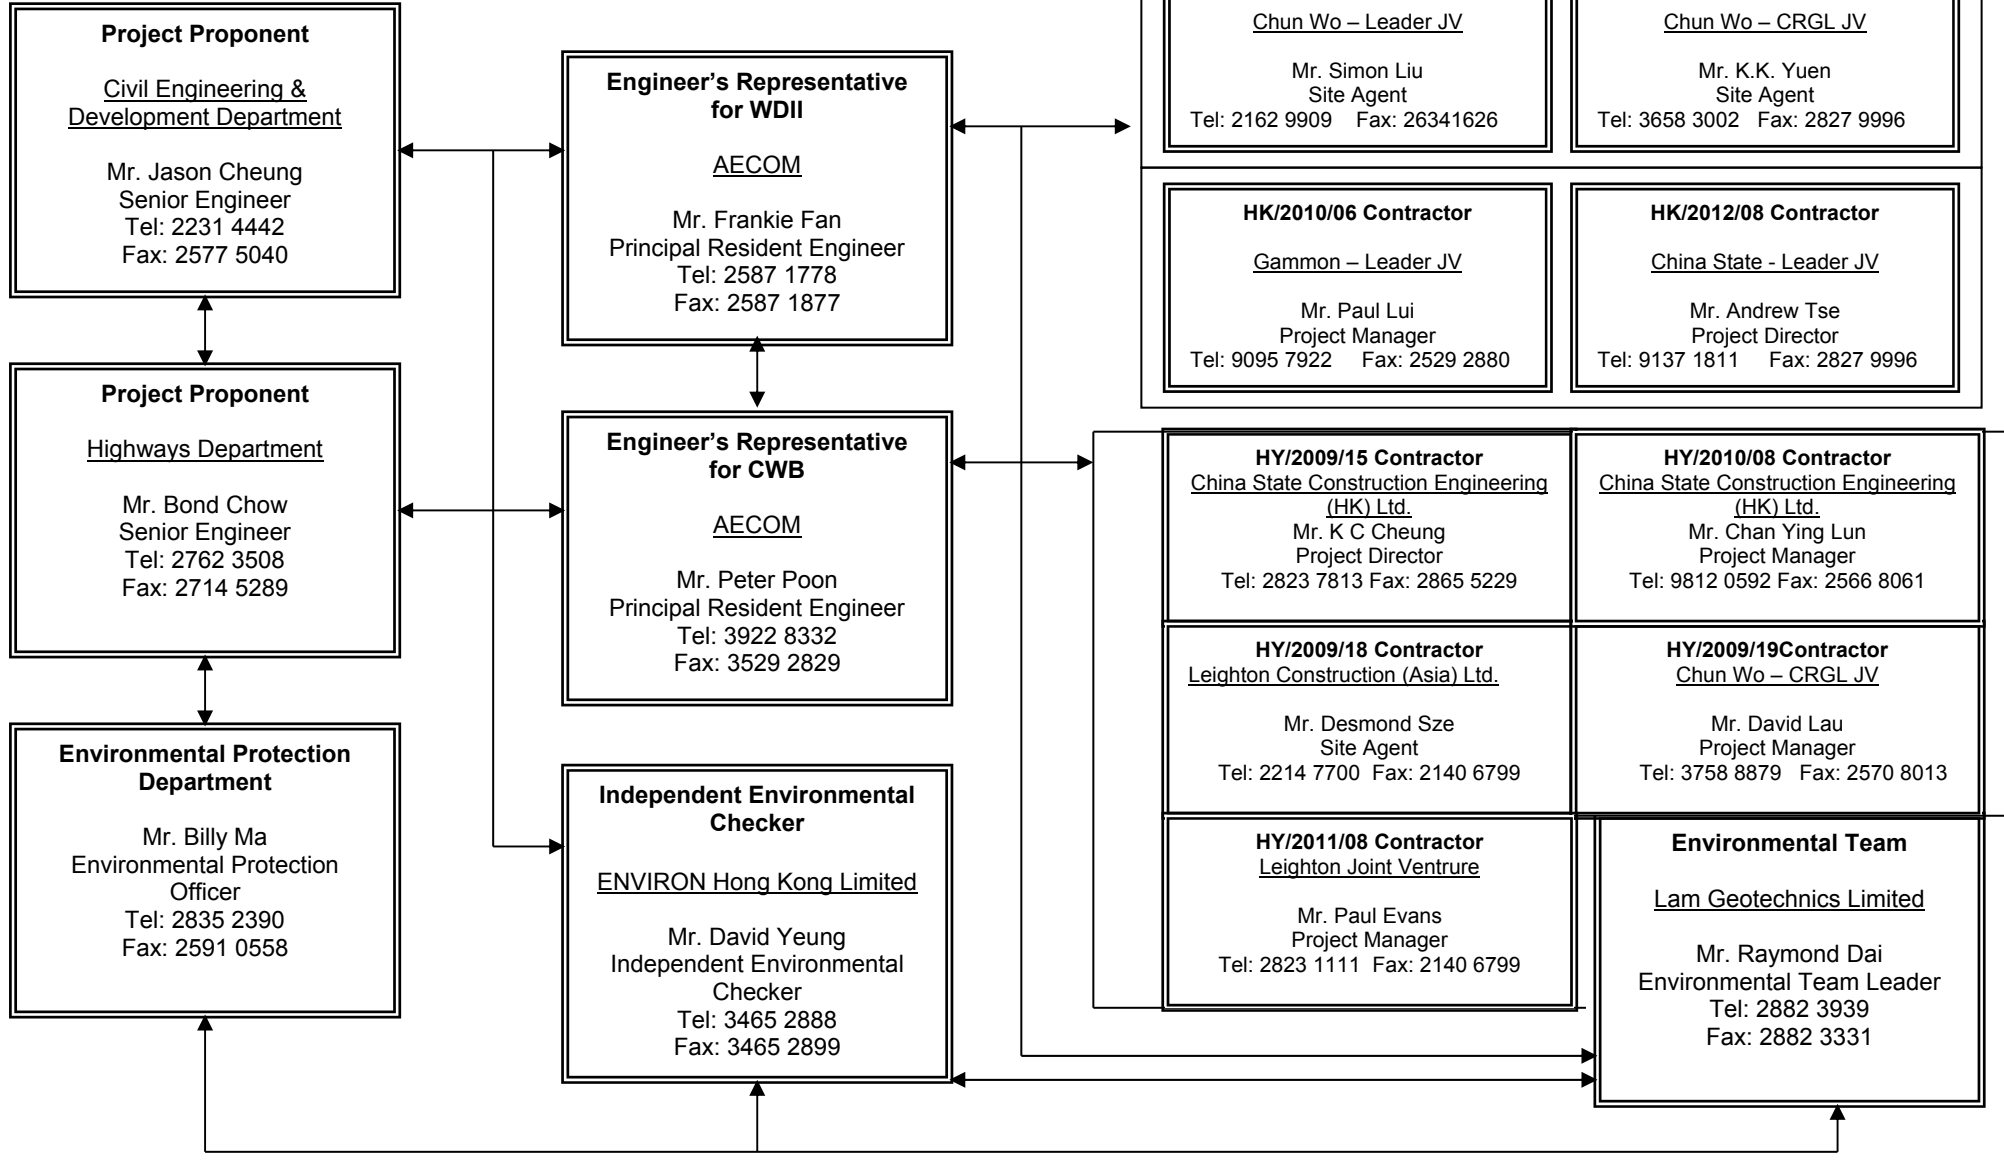 Project Proponent
Civil Engineering &
Development Department
Mr. Jason Cheung
Senior Engineer
Tel: 2231 4442
Fax: 2577 5040
Project Proponent
Highways Department
Mr. Bond Chow
Senior Engineer
Tel: 2762 3508
Fax: 2714 5289
Environmental Protection
Department
Mr. Billy Ma
Environmental Protection
Officer
Tel: 2835 2390
Fax: 2591 0558
Engineer’s Representative
for WDII
AECOM
Mr. Frankie Fan
Principal Resident Engineer
Tel: 2587 1778
Fax: 2587 1877
Engineer’s Representative
for CWB
AECOM
Mr. Peter Poon
Principal Resident Engineer
Tel: 3922 8332
Fax: 3529 2829
Independent Environmental
Checker
ENVIRON Hong Kong Limited
Mr. David Yeung
Independent Environmental
Checker
Tel: 3465 2888
Fax: 3465 2899
Chun Wo – Leader JV
Mr. Simon Liu
Site Agent
Tel: 2162 9909 Fax: 26341626
Chun Wo – CRGL JV
Mr. K.K. Yuen
Site Agent
Tel: 3658 3002 Fax: 2827 9996
HK/2010/06 Contractor
Gammon – Leader JV
Mr. Paul Lui
Project Manager
Tel: 9095 7922 Fax: 2529 2880
HK/2012/08 Contractor
China State - Leader JV
Mr. Andrew Tse
Project Director
Tel: 9137 1811 Fax: 2827 9996
HY/2009/15 Contractor
China State Construction Engineering
(HK) Ltd.
Mr. K C Cheung
Project Director
Tel: 2823 7813 Fax: 2865 5229
HY/2010/08 Contractor
China State Construction Engineering
(HK) Ltd.
Mr. Chan Ying Lun
Project Manager
Tel: 9812 0592 Fax: 2566 8061
HY/2009/18 Contractor
Leighton Construction (Asia) Ltd.
Mr. Desmond Sze
Site Agent
Tel: 2214 7700 Fax: 2140 6799
HY/2009/19Contractor
Chun Wo – CRGL JV
Mr. David Lau
Project Manager
Tel: 3758 8879 Fax: 2570 8013
HY/2011/08 Contractor
Leighton Joint Ventrure
Mr. Paul Evans
Project Manager
Tel: 2823 1111 Fax: 2140 6799
Environmental Team
Lam Geotechnics Limited
Mr. Raymond Dai
Environmental Team Leader
Tel: 2882 3939
Fax: 2882 3331